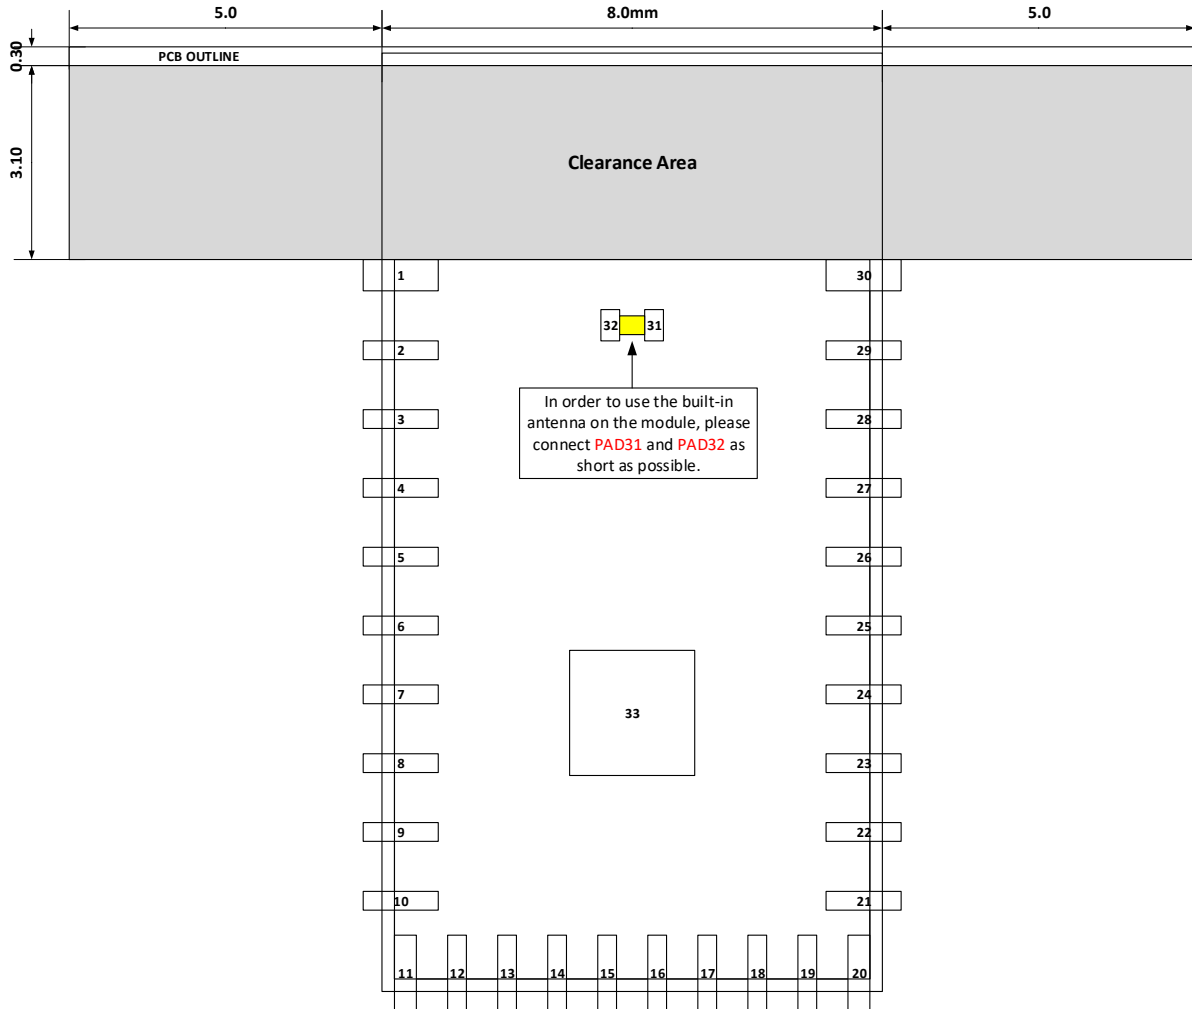 5.0 8.0mm 5.0
0.30
PCB OUTLINE
3.10
Clearance Area
1 30
32 31
2 29
In order to use the built-in
antenna on the module, please
connect PAD31 and PAD32 as
short as possible.
3 28
4 27
5 26
6 25
7 24
33
8 23
9 22
10 21
11 12 13 14 15 16 17 18 19 20